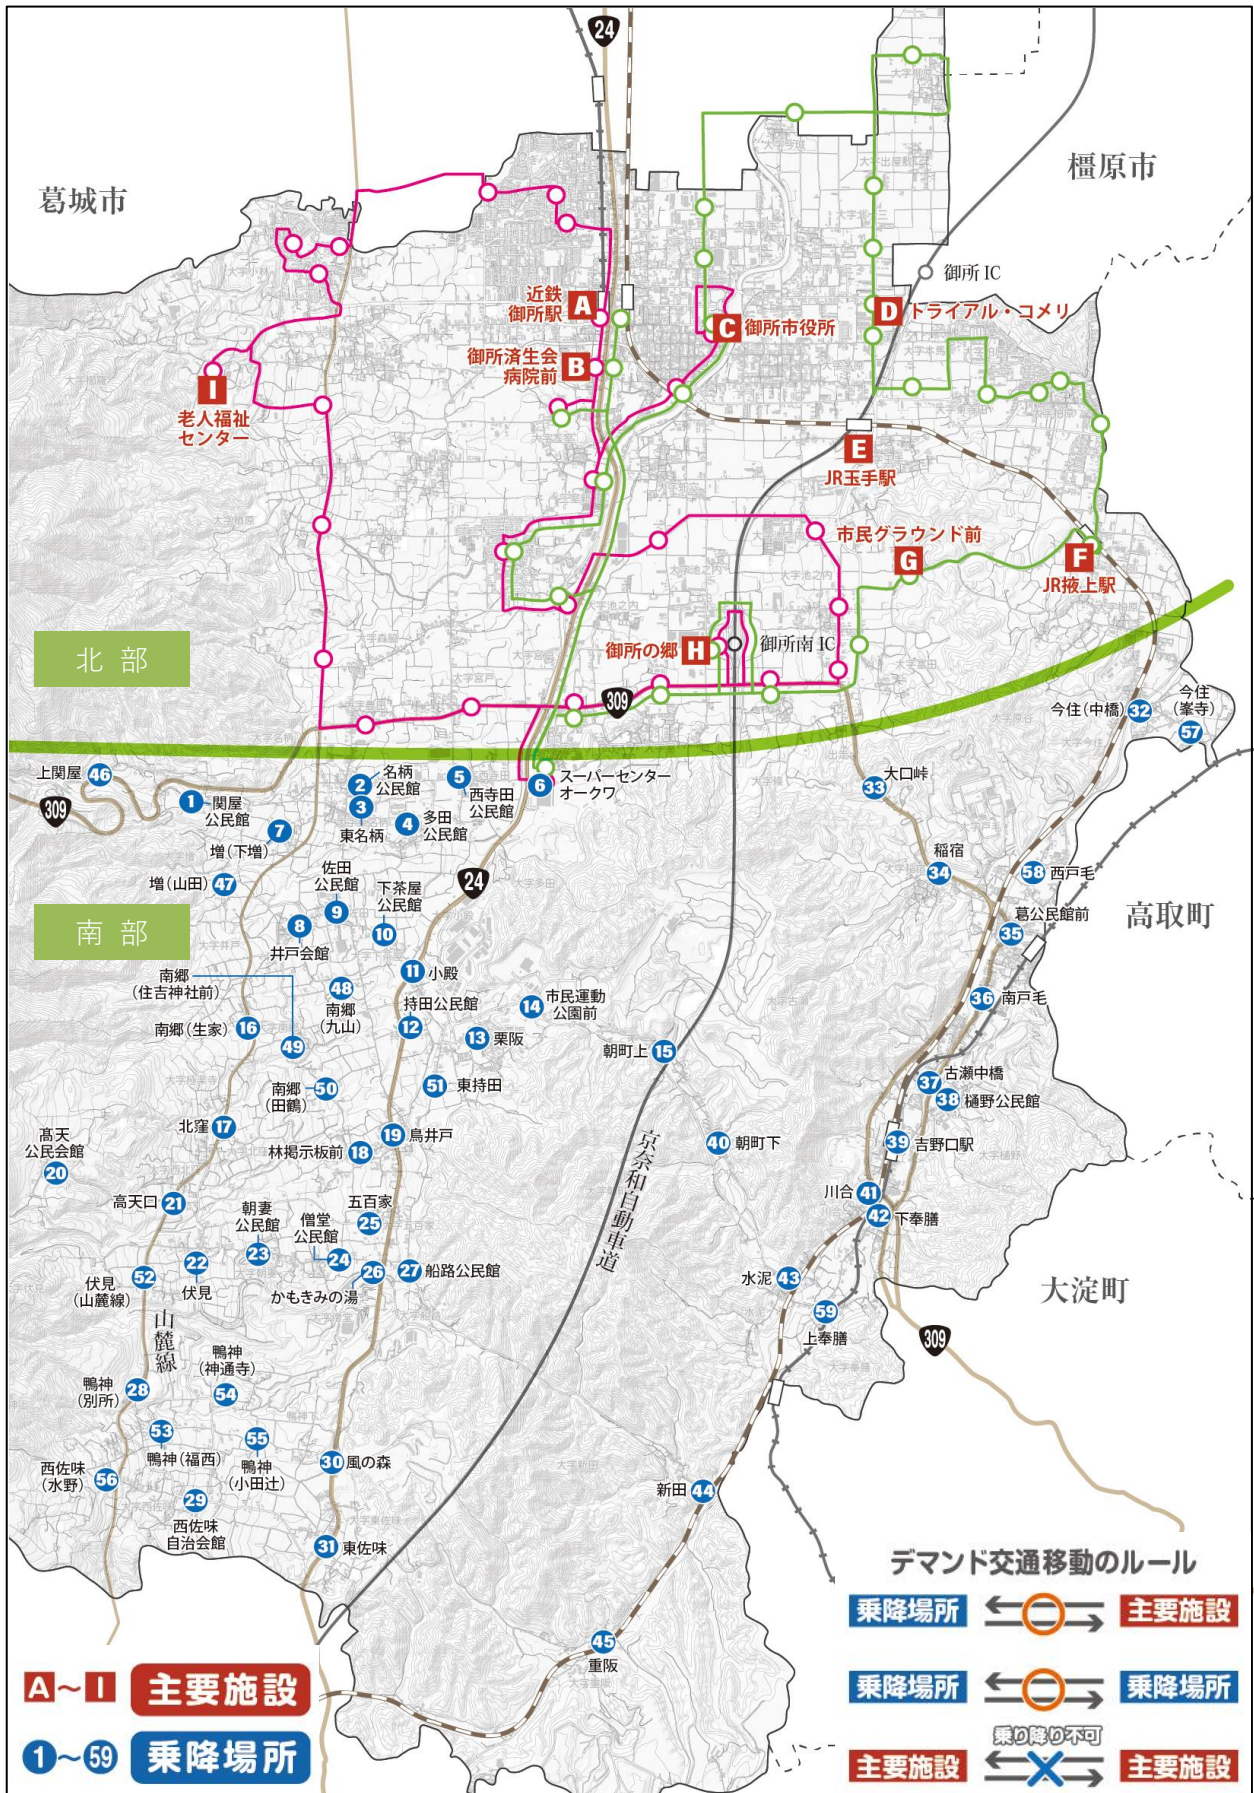 24
葛城市
橿原市
御所 IC
近鉄
御所駅
A
御所済生会
病院前
B
C
御所市役所
D
トライアル・コメリ
I
老人福祉
センター
E
JR玉手駅
市民グラウンド前
G
F
JR掖上駅
北 部
御所の郷
H
御所南 IC
309
今住(中橋)
32
今住
(峯寺)
57
上関屋
46
309
1
関屋
公民館
2
名柄
公民館
3
東名柄
4
多田
公民館
5
西寺田
公民館
6
スーパーセンター
オークワ
7
増(下増)
大口峠
33
増(山田)
47
佐田
公民館
9
下茶屋
公民館
10
24
稲宿
34
58
西戸毛
高取町
南 部
8
井戸会館
葛公民館前
35
南郷
(住吉神社前)
49
48
南郷
(九山)
11
小殿
持田公民館
12
14
市民運動
公園前
36
南戸毛
南郷(生家)
16
13
栗阪
朝町上
15
南郷
(田鶴)
50
51
東持田
古瀬中橋
37
38
樋野公民館
北窪
17
19
鳥井戸
林掲示板前
18
40
朝町下
39
吉野口駅
髙天
公民会館
20
京奈和自動車道
高天口
21
朝妻
公民館
23
僧堂
公民館
24
五百家
25
川合
41
42
下奉膳
伏見
(山麓線)
52
22
伏見
かもきみの湯
26
27
船路公民館
水泥
43
59
上奉膳
大淀町
309
山麓線
鴨神
(神通寺)
54
鴨神
(別所)
28
53
鴨神(福西)
55
鴨神
(小田辻)
西佐味
(水野)
56
29
西佐味
自治会館
30
風の森
31
東佐味
新田
44
45
重阪
A～I
主要施設
1～59
乗降場所
デマンド交通移動のルール
乗降場所
主要施設
乗降場所
乗降場所
乗り降り不可
主要施設
主要施設